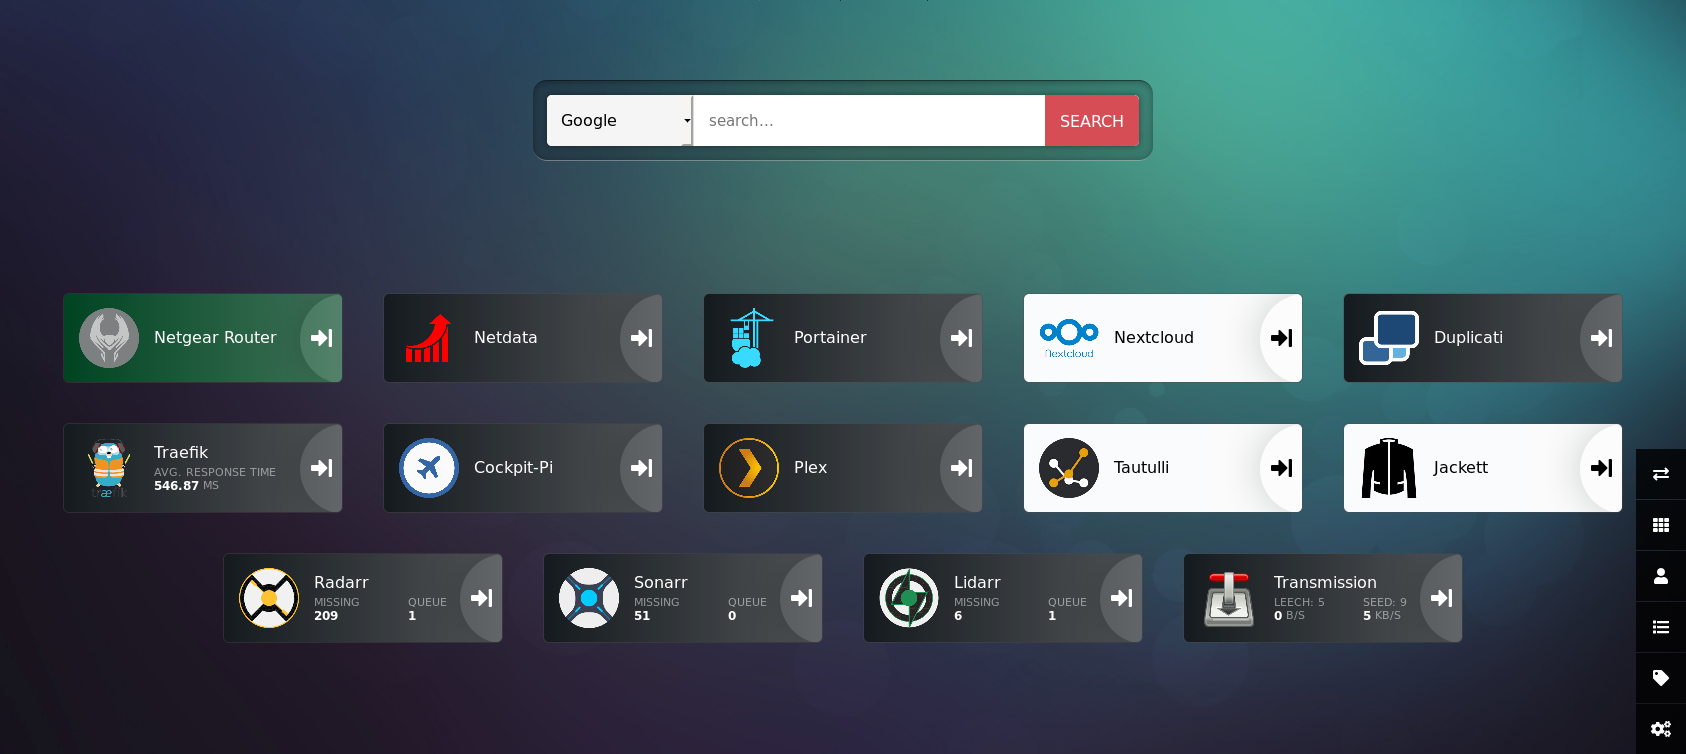 Google
search...
SEARCH
Netgear Router
Netdata
Portainer
nextcloud
Nextcloud
Duplicati
Traefik
AVG. RESPONSE TIME
546.87 MS
træfik
Cockpit-Pi
Plex
Tautulli
Jackett
Radarr
MISSING QUEUE
209 1
Sonarr
MISSING QUEUE
51 0
Lidarr
MISSING QUEUE
6 1
Transmission
LEECH: 5 SEED: 9
0 B/S 5 KB/S